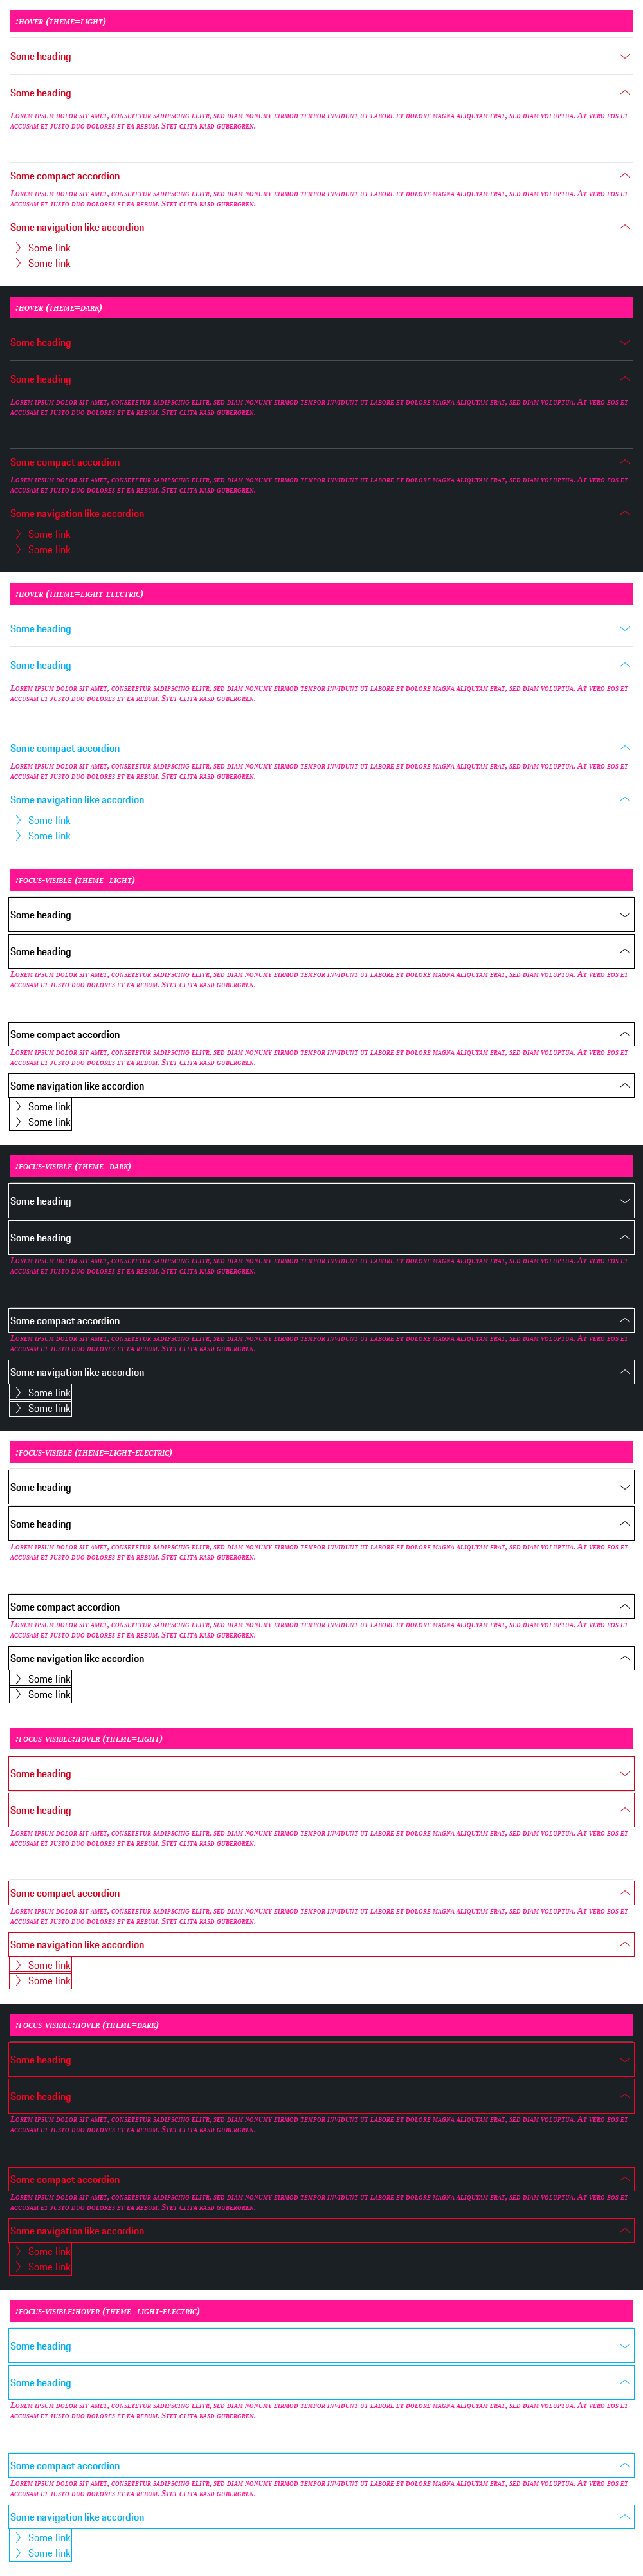 :hover (theme=light)
Some heading
Some heading
Lorem ipsum dolor sit amet, consetetur sadipscing elitr, sed diam nonumy eirmod tempor invidunt ut labore et dolore magna aliquyam erat, sed diam voluptua. At vero eos et
accusam et justo duo dolores et ea rebum. Stet clita kasd gubergren.
Some compact accordion
Lorem ipsum dolor sit amet, consetetur sadipscing elitr, sed diam nonumy eirmod tempor invidunt ut labore et dolore magna aliquyam erat, sed diam voluptua. At vero eos et
accusam et justo duo dolores et ea rebum. Stet clita kasd gubergren.
Some navigation like accordion
Some link
Some link
:hover (theme=dark)
Some heading
Some heading
Lorem ipsum dolor sit amet, consetetur sadipscing elitr, sed diam nonumy eirmod tempor invidunt ut labore et dolore magna aliquyam erat, sed diam voluptua. At vero eos et
accusam et justo duo dolores et ea rebum. Stet clita kasd gubergren.
Some compact accordion
Lorem ipsum dolor sit amet, consetetur sadipscing elitr, sed diam nonumy eirmod tempor invidunt ut labore et dolore magna aliquyam erat, sed diam voluptua. At vero eos et
accusam et justo duo dolores et ea rebum. Stet clita kasd gubergren.
Some navigation like accordion
Some link
Some link
:hover (theme=light-electric)
Some heading
Some heading
Lorem ipsum dolor sit amet, consetetur sadipscing elitr, sed diam nonumy eirmod tempor invidunt ut labore et dolore magna aliquyam erat, sed diam voluptua. At vero eos et
accusam et justo duo dolores et ea rebum. Stet clita kasd gubergren.
Some compact accordion
Lorem ipsum dolor sit amet, consetetur sadipscing elitr, sed diam nonumy eirmod tempor invidunt ut labore et dolore magna aliquyam erat, sed diam voluptua. At vero eos et
accusam et justo duo dolores et ea rebum. Stet clita kasd gubergren.
Some navigation like accordion
Some link
Some link
:focus-visible (theme=light)
Some heading
Some heading
Lorem ipsum dolor sit amet, consetetur sadipscing elitr, sed diam nonumy eirmod tempor invidunt ut labore et dolore magna aliquyam erat, sed diam voluptua. At vero eos et
accusam et justo duo dolores et ea rebum. Stet clita kasd gubergren.
Some compact accordion
Lorem ipsum dolor sit amet, consetetur sadipscing elitr, sed diam nonumy eirmod tempor invidunt ut labore et dolore magna aliquyam erat, sed diam voluptua. At vero eos et
accusam et justo duo dolores et ea rebum. Stet clita kasd gubergren.
Some navigation like accordion
Some link
Some link
:focus-visible (theme=dark)
Some heading
Some heading
Lorem ipsum dolor sit amet, consetetur sadipscing elitr, sed diam nonumy eirmod tempor invidunt ut labore et dolore magna aliquyam erat, sed diam voluptua. At vero eos et
accusam et justo duo dolores et ea rebum. Stet clita kasd gubergren.
Some compact accordion
Lorem ipsum dolor sit amet, consetetur sadipscing elitr, sed diam nonumy eirmod tempor invidunt ut labore et dolore magna aliquyam erat, sed diam voluptua. At vero eos et
accusam et justo duo dolores et ea rebum. Stet clita kasd gubergren.
Some navigation like accordion
Some link
Some link
:focus-visible (theme=light-electric)
Some heading
Some heading
Lorem ipsum dolor sit amet, consetetur sadipscing elitr, sed diam nonumy eirmod tempor invidunt ut labore et dolore magna aliquyam erat, sed diam voluptua. At vero eos et
accusam et justo duo dolores et ea rebum. Stet clita kasd gubergren.
Some compact accordion
Lorem ipsum dolor sit amet, consetetur sadipscing elitr, sed diam nonumy eirmod tempor invidunt ut labore et dolore magna aliquyam erat, sed diam voluptua. At vero eos et
accusam et justo duo dolores et ea rebum. Stet clita kasd gubergren.
Some navigation like accordion
Some link
Some link
:focus-visible:hover (theme=light)
Some heading
Some heading
Lorem ipsum dolor sit amet, consetetur sadipscing elitr, sed diam nonumy eirmod tempor invidunt ut labore et dolore magna aliquyam erat, sed diam voluptua. At vero eos et
accusam et justo duo dolores et ea rebum. Stet clita kasd gubergren.
Some compact accordion
Lorem ipsum dolor sit amet, consetetur sadipscing elitr, sed diam nonumy eirmod tempor invidunt ut labore et dolore magna aliquyam erat, sed diam voluptua. At vero eos et
accusam et justo duo dolores et ea rebum. Stet clita kasd gubergren.
Some navigation like accordion
Some link
Some link
:focus-visible:hover (theme=dark)
Some heading
Some heading
Lorem ipsum dolor sit amet, consetetur sadipscing elitr, sed diam nonumy eirmod tempor invidunt ut labore et dolore magna aliquyam erat, sed diam voluptua. At vero eos et
accusam et justo duo dolores et ea rebum. Stet clita kasd gubergren.
Some compact accordion
Lorem ipsum dolor sit amet, consetetur sadipscing elitr, sed diam nonumy eirmod tempor invidunt ut labore et dolore magna aliquyam erat, sed diam voluptua. At vero eos et
accusam et justo duo dolores et ea rebum. Stet clita kasd gubergren.
Some navigation like accordion
Some link
Some link
:focus-visible:hover (theme=light-electric)
Some heading
Some heading
Lorem ipsum dolor sit amet, consetetur sadipscing elitr, sed diam nonumy eirmod tempor invidunt ut labore et dolore magna aliquyam erat, sed diam voluptua. At vero eos et
accusam et justo duo dolores et ea rebum. Stet clita kasd gubergren.
Some compact accordion
Lorem ipsum dolor sit amet, consetetur sadipscing elitr, sed diam nonumy eirmod tempor invidunt ut labore et dolore magna aliquyam erat, sed diam voluptua. At vero eos et
accusam et justo duo dolores et ea rebum. Stet clita kasd gubergren.
Some navigation like accordion
Some link
Some link